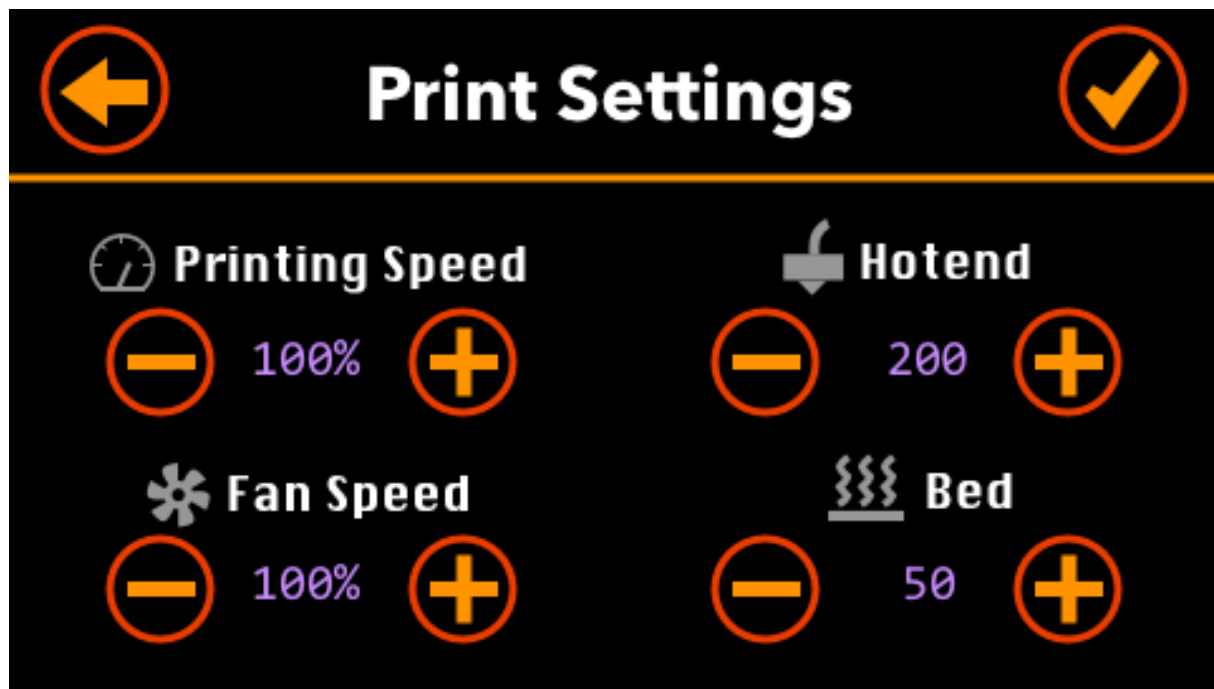 Print Settings
Printing Speed
100%
Hotend
200
Fan Speed
100%
Bed
50